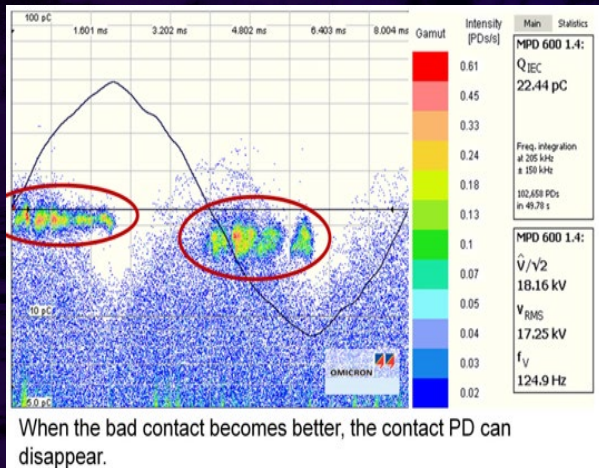 100 pC
1.601 ms 3.202 ms 4.802 ms 6.403 ms 8.004 ms
10 pC
5.0 pC
OMICRON
Gamut
Intensity
[PDs/s]
0.61
0.45
0.33
0.24
0.18
0.13
0.1
0.07
0.05
0.04
0.03
0.02
Main Statistics
MPD 600 1.4:
QIEC
22.44 pC
Freq. integration
at 205 kHz
± 150 kHz
102,658 PDs
in 49.78 s
MPD 600 1.4:
V̂/√2
18.16 kV
VRMS
17.25 kV
fV
124.9 Hz
When the bad contact becomes better, the contact PD can
disappear.